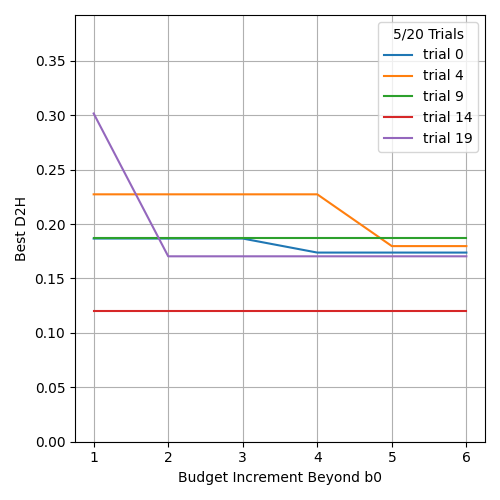 5/20 Trials
trial 0
trial 4
trial 9
trial 14
trial 19
0.35
0.30
0.25
0.20
0.15
0.10
0.05
0.00
Best D2H
1 2 3 4 5 6
Budget Increment Beyond b0